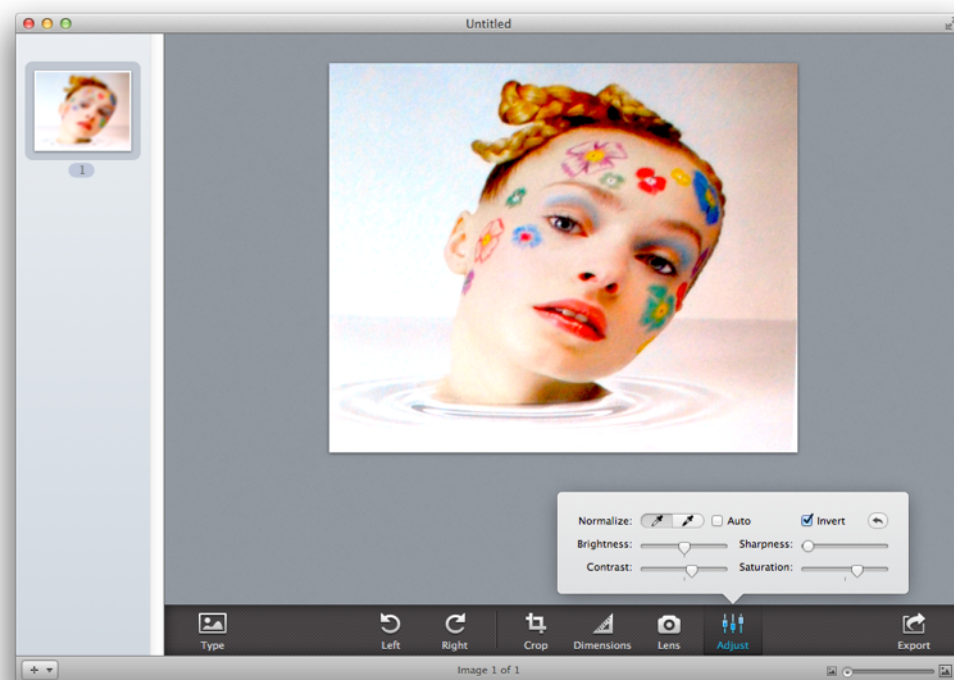 Untitled
1
Normalize: Auto Invert
Brightness: Sharpness:
Contrast: Saturation:
Type Left Right Crop Dimensions Lens Adjust Export
Image 1 of 1